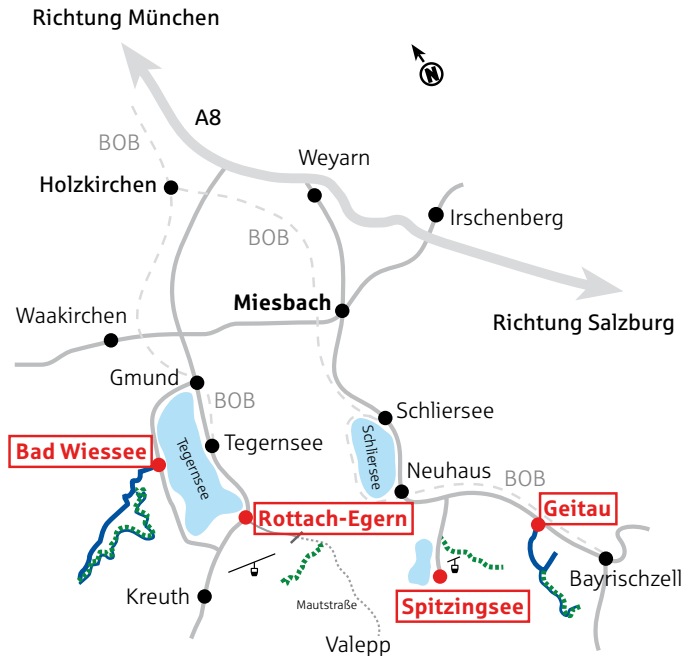 Richtung München
N
A8
BOB
Weyarn
Holzkirchen
Irschenberg
BOB
Miesbach
Waakirchen
Richtung Salzburg
Gmund
BOB
Schliersee
Bad Wiessee
Tegernsee
Tegernsee
Schliersee
Neuhaus
BOB
Geitau
Rottach-Egern
Bayrischzell
Kreuth
Mautstraße
Spitzingsee
Valepp